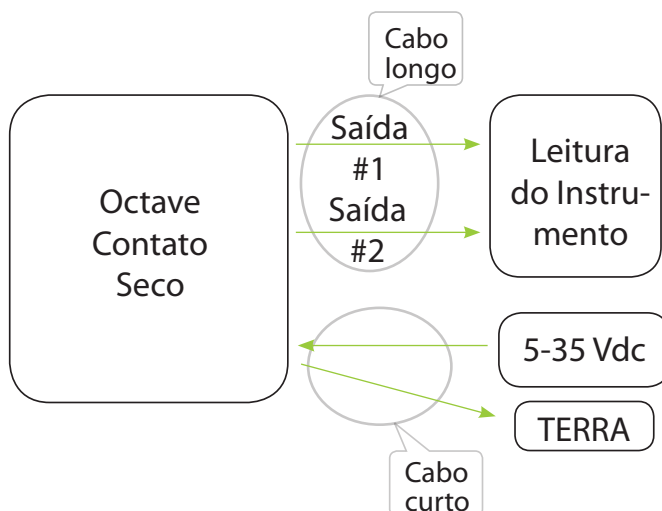 Cabo
longo
Saída
#1
Saída
#2
Octave
Contato
Seco
Leitura
do Instru-
mento
5-35 Vdc
TERRA
Cabo
curto